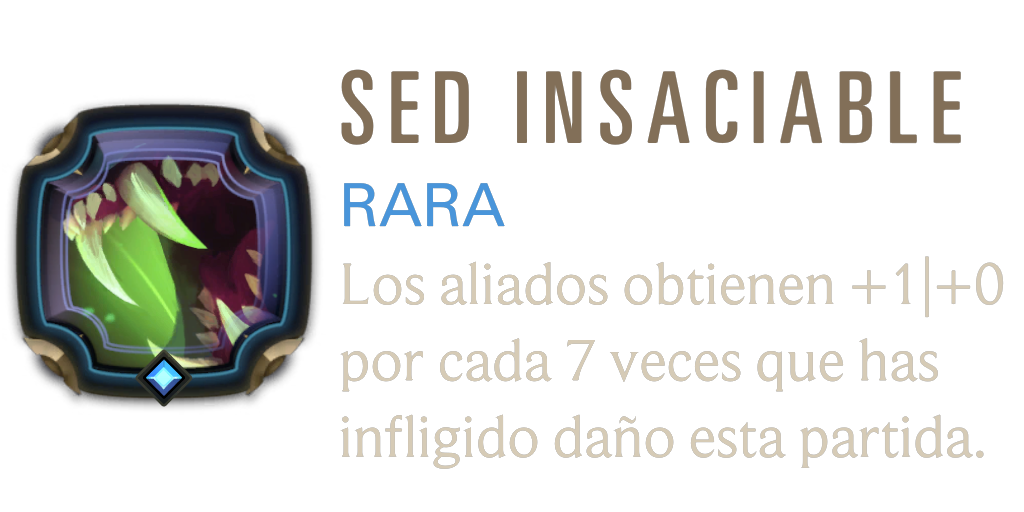 SED INSACIABLE
RARA
Los aliados obtienen +1|+0
por cada 7 veces que has
infligido daño esta partida.